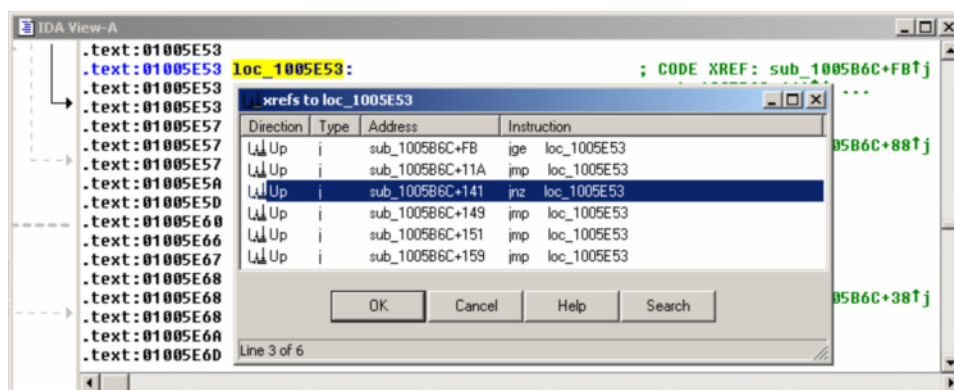 IDA View-A
.text:01005E53
.text:01005E53 loc_1005E53: ; CODE XREF: sub_1005B6C+FB↑j
.text:01005E53 ...
.text:01005E53
.text:01005E57
.text:01005E57 05B6C+88↑j
.text:01005E57
.text:01005E5A
.text:01005E5D
.text:01005E60
.text:01005E66
.text:01005E67
.text:01005E68
.text:01005E68 05B6C+38↑j
.text:01005E68
.text:01005E6A
.text:01005E6D
xrefs to loc_1005E53
Direction Type Address Instruction
Up j sub_1005B6C+FB jge loc_1005E53
Up j sub_1005B6C+11A jmp loc_1005E53
Up j sub_1005B6C+141 jnz loc_1005E53
Up j sub_1005B6C+149 jmp loc_1005E53
Up j sub_1005B6C+151 jmp loc_1005E53
Up j sub_1005B6C+159 jmp loc_1005E53
OK Cancel Help Search
Line 3 of 6